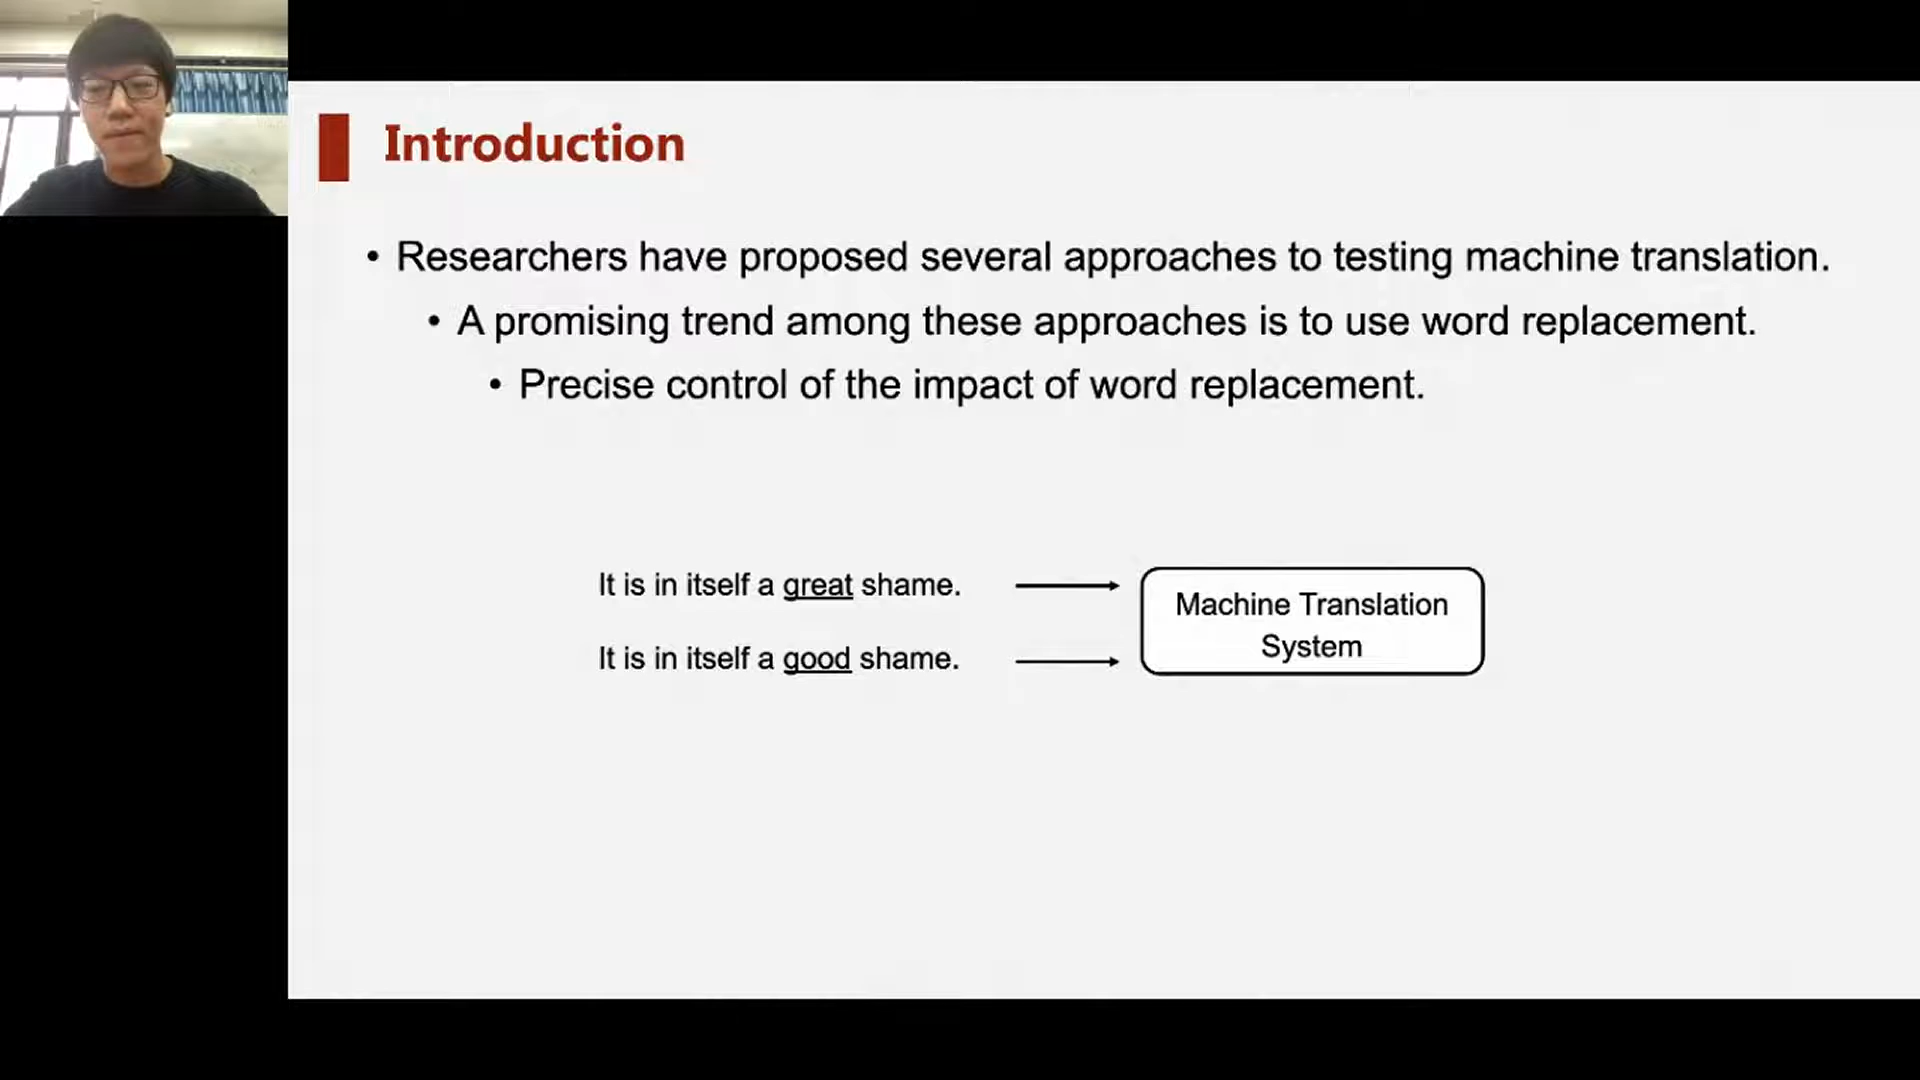 Introduction
• Researchers have proposed several approaches to testing machine translation.
• A promising trend among these approaches is to use word replacement.
• Precise control of the impact of word replacement.
It is in itself a great shame.
It is in itself a good shame.
Machine Translation
System